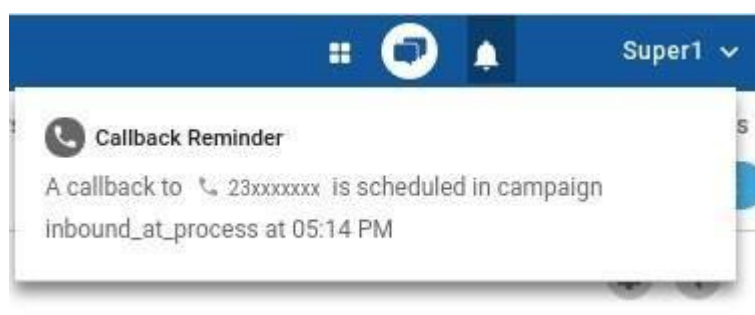 Super1
Callback Reminder
A callback to 23xxxxxxx is scheduled in campaign
inbound_at_process at 05:14 PM
s